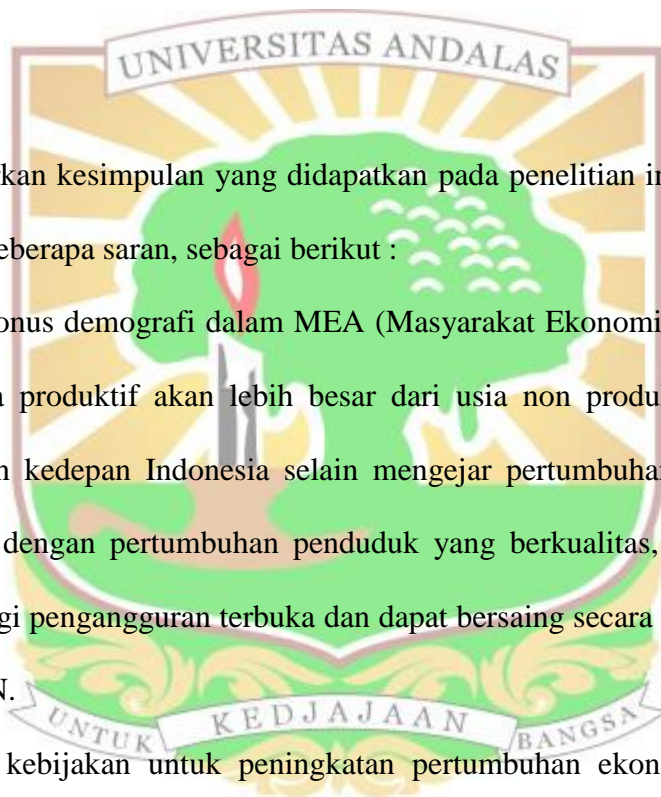 UNIVERSITAS ANDALAS
kan kesimpulan yang didapatkan pada penelitian in
eberapa saran, sebagai berikut :
onus demografi dalam MEA (Masyarakat Ekonomi
produktif akan lebih besar dari usia non produ
kedepan Indonesia selain mengejar pertumbuhan
dengan pertumbuhan penduduk yang berkualitas,
gi pengangguran terbuka dan dapat bersaing secara
N.
UNTUK KEDJAJAAN BANGSA
kebijakan untuk peningkatan pertumbuhan ekon